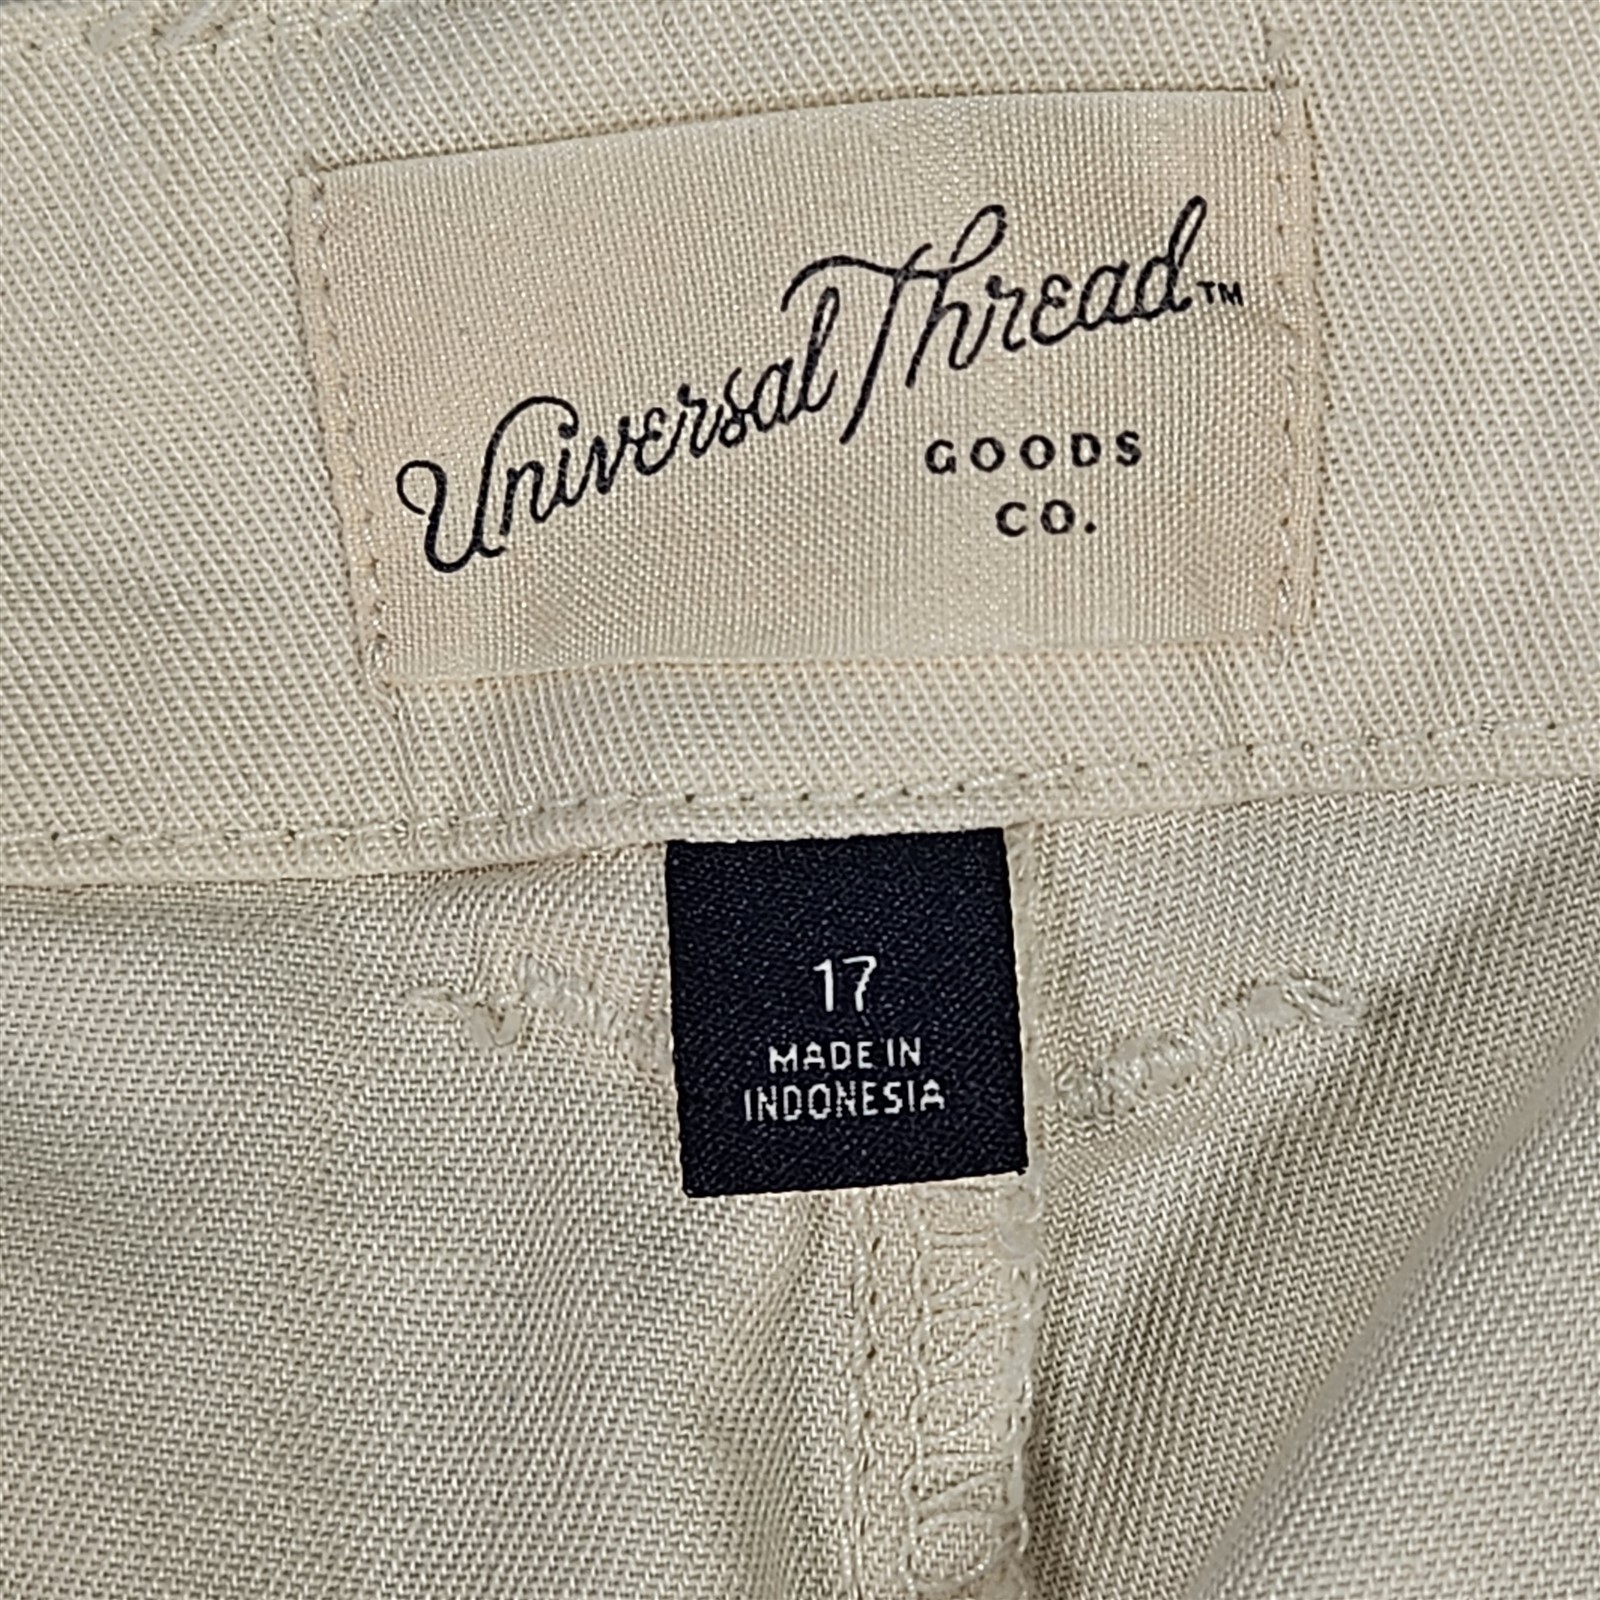 Universal Thread™
GOODS
CO.
17
MADE IN
INDONESIA